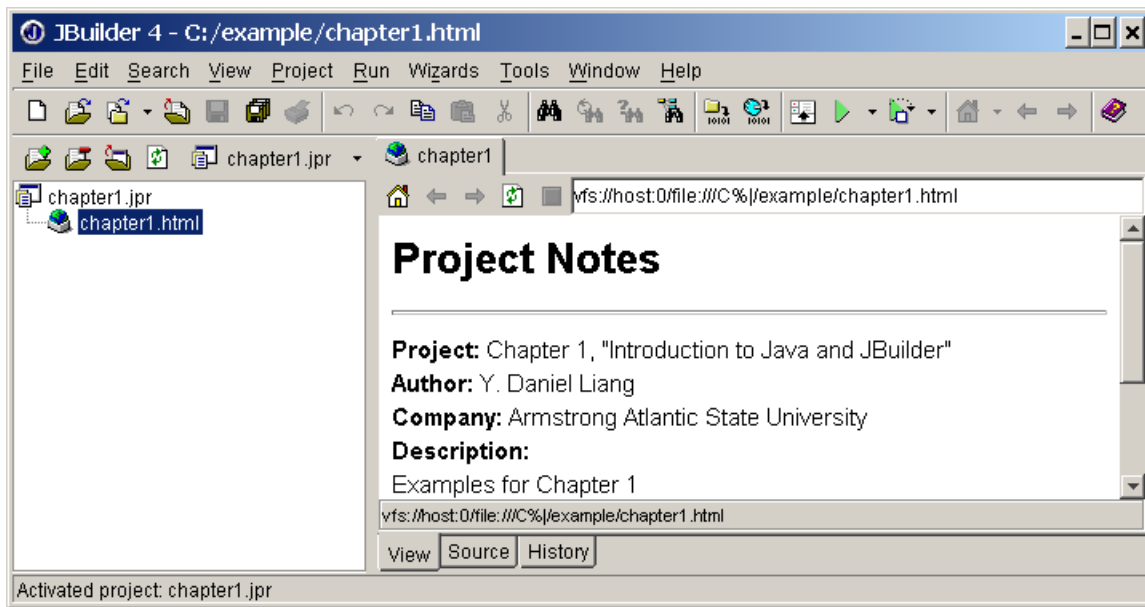 JBuilder 4 - C:/example/chapter1.html
File Edit Search View Project Run Wizards Tools Window Help
chapter1.jpr
chapter1
chapter1.jpr
chapter1.html
vfs://host:0/file:///C%|/example/chapter1.html
Project Notes
Project: Chapter 1, "Introduction to Java and JBuilder"
Author: Y. Daniel Liang
Company: Armstrong Atlantic State University
Description:
Examples for Chapter 1
vfs://host:0/file:///C%|/example/chapter1.html
View Source History
Activated project: chapter1.jpr